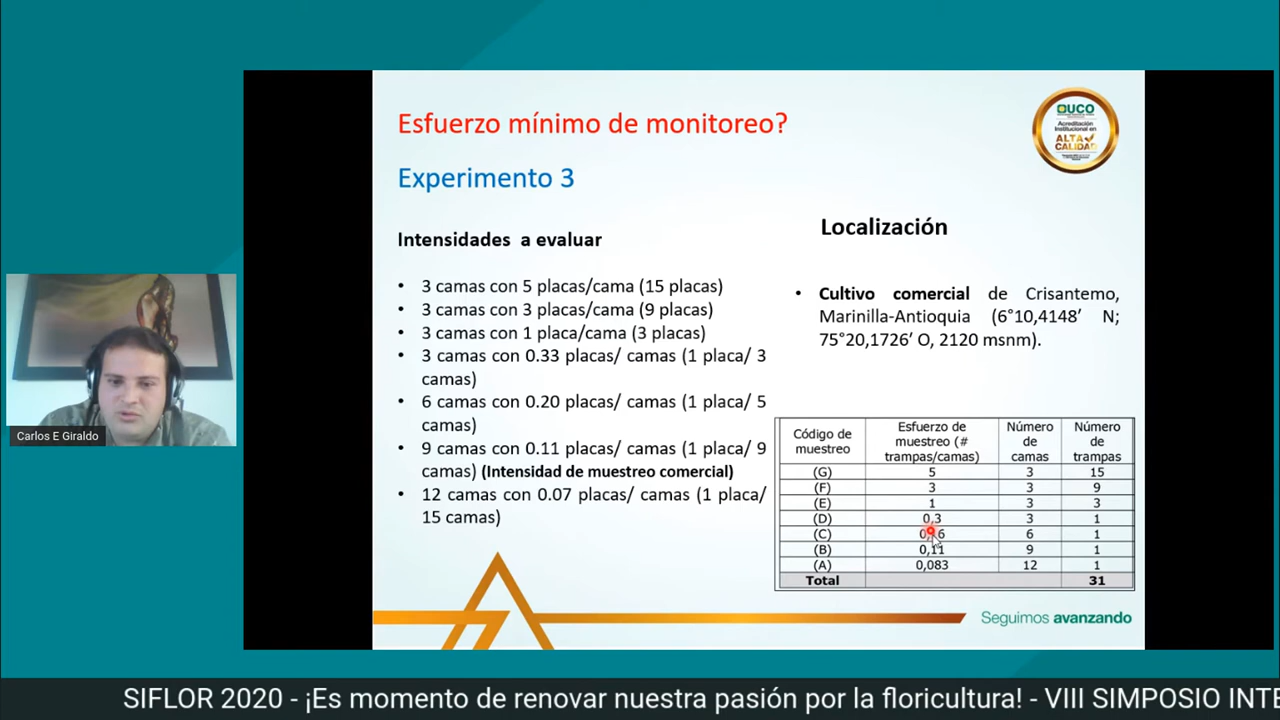 Esfuerzo mínimo de monitoreo?
UCO
Acreditación
Institucional en
ALTA
CALIDAD
Experimento 3
Intensidades a evaluar
• 3 camas con 5 placas/cama (15 placas)
• 3 camas con 3 placas/cama (9 placas)
• 3 camas con 1 placa/cama (3 placas)
• 3 camas con 0.33 placas/ camas (1 placa/ 3
camas)
• 6 camas con 0.20 placas/ camas (1 placa/ 5
camas)
• 9 camas con 0.11 placas/ camas (1 placa/ 9
camas) (Intensidad de muestreo comercial)
• 12 camas con 0.07 placas/ camas (1 placa/
15 camas)
Localización
• Cultivo comercial de Crisantemo,
Marinilla-Antioquia (6°10,4148′ N;
75°20,1726′ O, 2120 msnm).
Código de muestreo Esfuerzo de muestreo (# trampas/camas) Número de camas Número de trampas
(G) 5 3 15
(F) 3 3 9
(E) 1 3 3
(D) 0,3 3 1
(C) 6 1
(B) 0,11 9 1
(A) 0,083 12 1
Total 31
Seguimos avanzando
Carlos E Giraldo
SIFLOR 2020 - ¡Es momento de renovar nuestra pasión por la floricultura! - VIII SIMPOSIO INTE